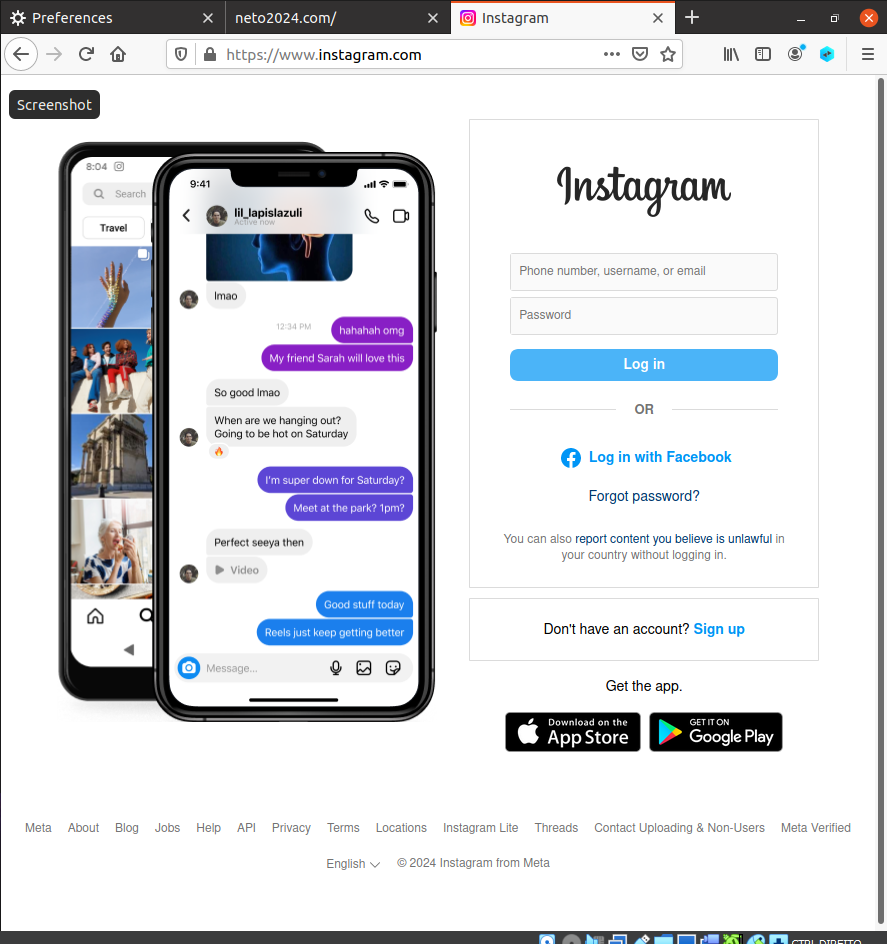 Preferences
neto2024.com/
Instagram
https://www.instagram.com
Screenshot
8:04
Search
Travel
9:41
lil_lapislazuli
Active now
lmao
12:34 PM
hahahah omg
My friend Sarah will love this
So good lmao
When are we hanging out?
Going to be hot on Saturday
I'm super down for Saturday?
Meet at the park? 1pm?
Perfect seeya then
Video
Good stuff today
Reels just keep getting better
Message...
Instagram
Phone number, username, or email
Password
Log in
OR
Log in with Facebook
Forgot password?
You can also report content you believe is unlawful in
your country without logging in.
Don't have an account? Sign up
Get the app.
Download on the
App Store
GET IT ON
Google Play
Meta About Blog Jobs Help API Privacy Terms Locations Instagram Lite Threads Contact Uploading & Non-Users Meta Verified
English © 2024 Instagram from Meta
CTRL DIREITO